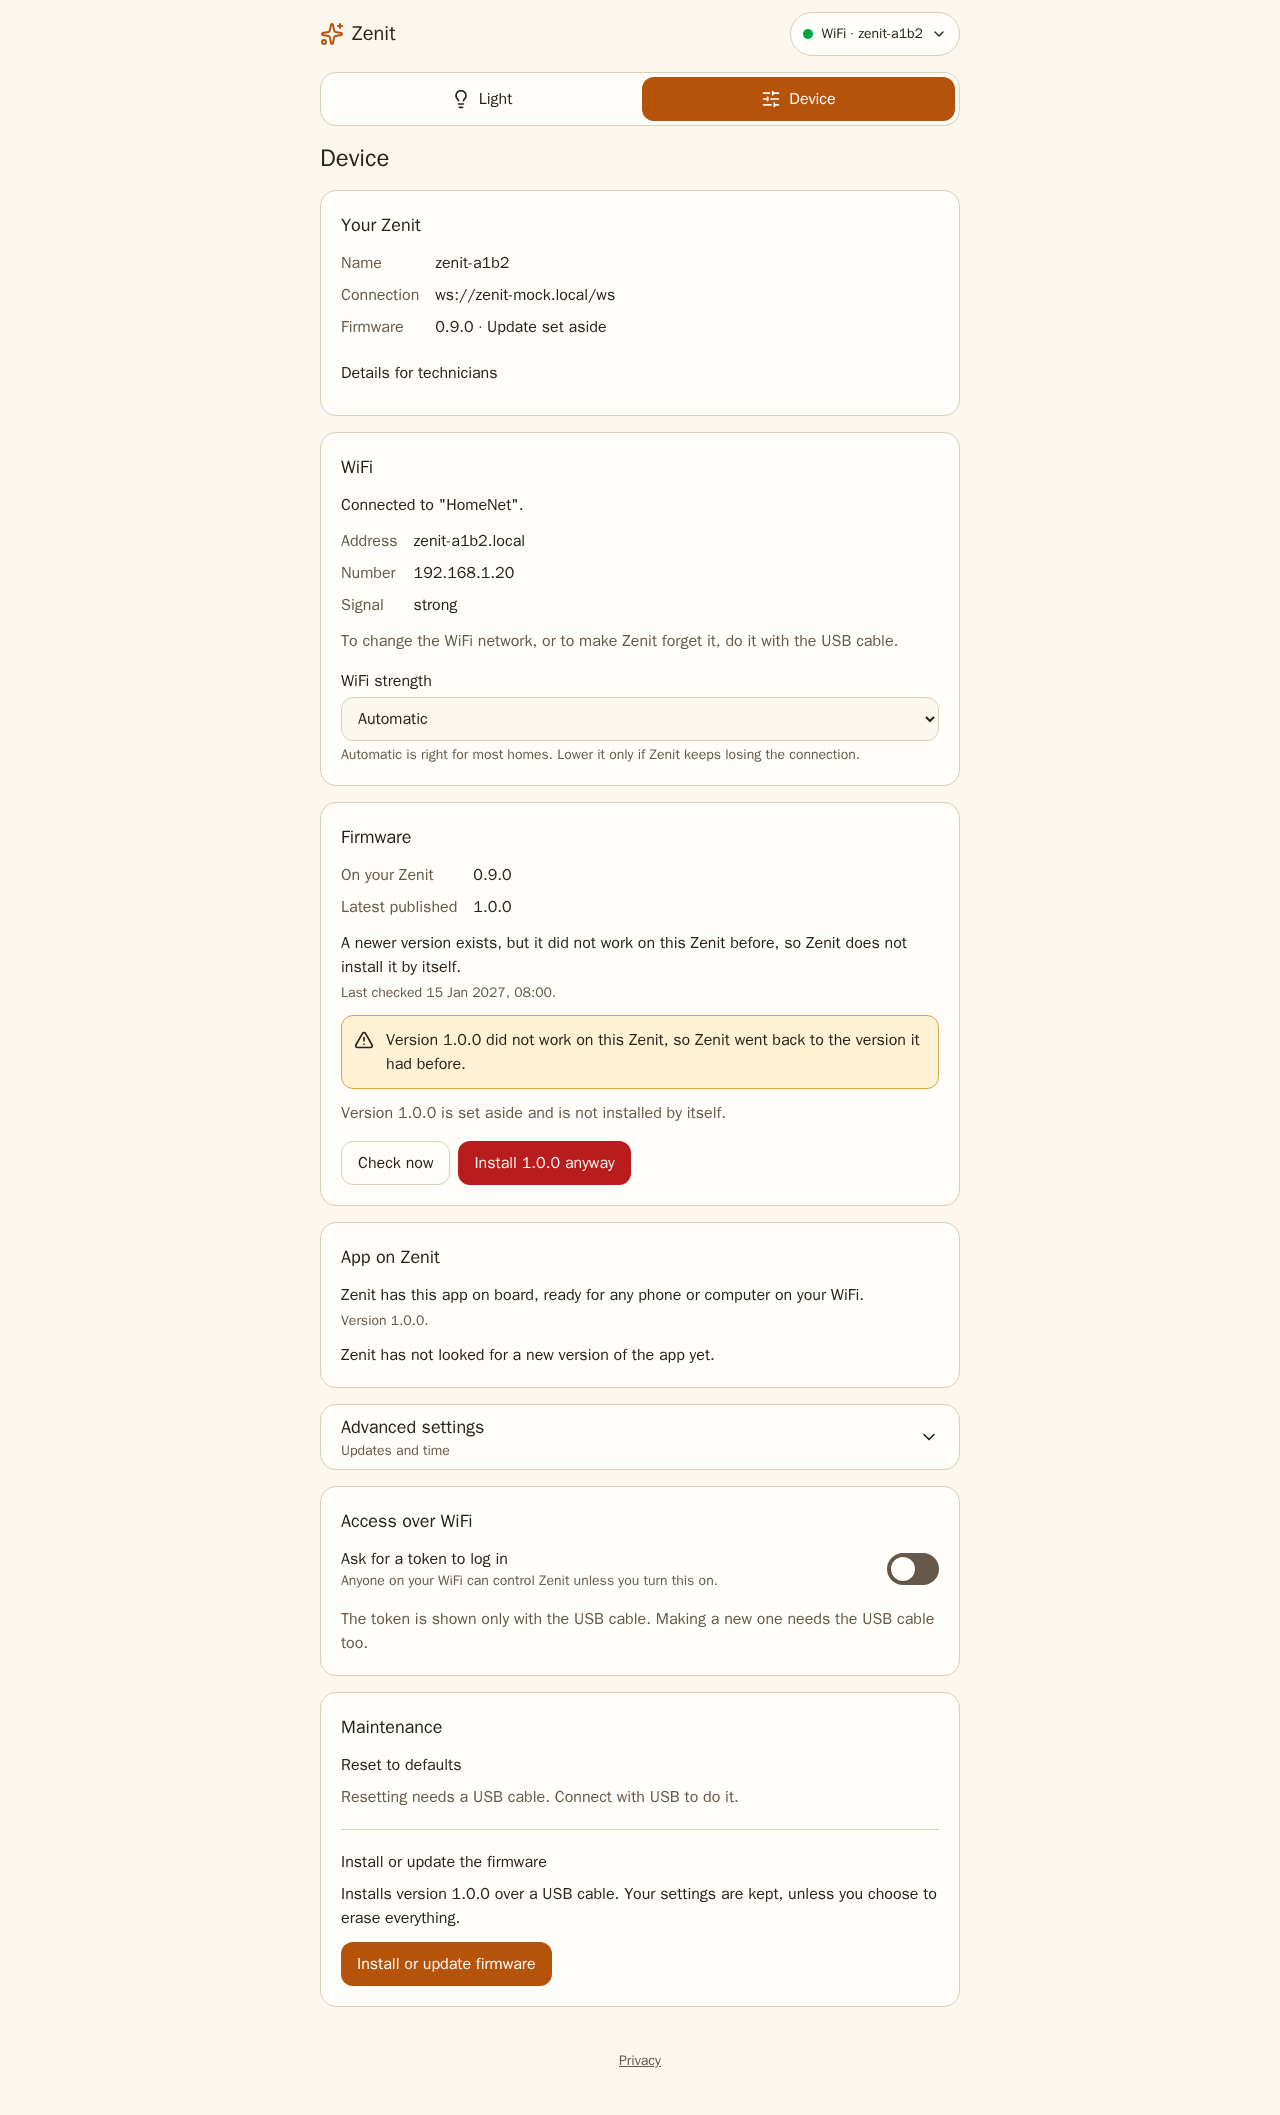 Zenit
WiFi · zenit-a1b2
Light
Device
Device
Your Zenit
Name zenit-a1b2
Connection ws://zenit-mock.local/ws
Firmware 0.9.0 · Update set aside
Details for technicians
WiFi
Connected to "HomeNet".
Address zenit-a1b2.local
Number 192.168.1.20
Signal strong
To change the WiFi network, or to make Zenit forget it, do it with the USB cable.
WiFi strength
Automatic
Automatic is right for most homes. Lower it only if Zenit keeps losing the connection.
Firmware
On your Zenit 0.9.0
Latest published 1.0.0
A newer version exists, but it did not work on this Zenit before, so Zenit does not
install it by itself.
Last checked 15 Jan 2027, 08:00.
Version 1.0.0 did not work on this Zenit, so Zenit went back to the version it
had before.
Version 1.0.0 is set aside and is not installed by itself.
Check now
Install 1.0.0 anyway
App on Zenit
Zenit has this app on board, ready for any phone or computer on your WiFi.
Version 1.0.0.
Zenit has not looked for a new version of the app yet.
Advanced settings
Updates and time
Access over WiFi
Ask for a token to log in
Anyone on your WiFi can control Zenit unless you turn this on.
The token is shown only with the USB cable. Making a new one needs the USB cable
too.
Maintenance
Reset to defaults
Resetting needs a USB cable. Connect with USB to do it.
Install or update the firmware
Installs version 1.0.0 over a USB cable. Your settings are kept, unless you choose to
erase everything.
Install or update firmware
Privacy